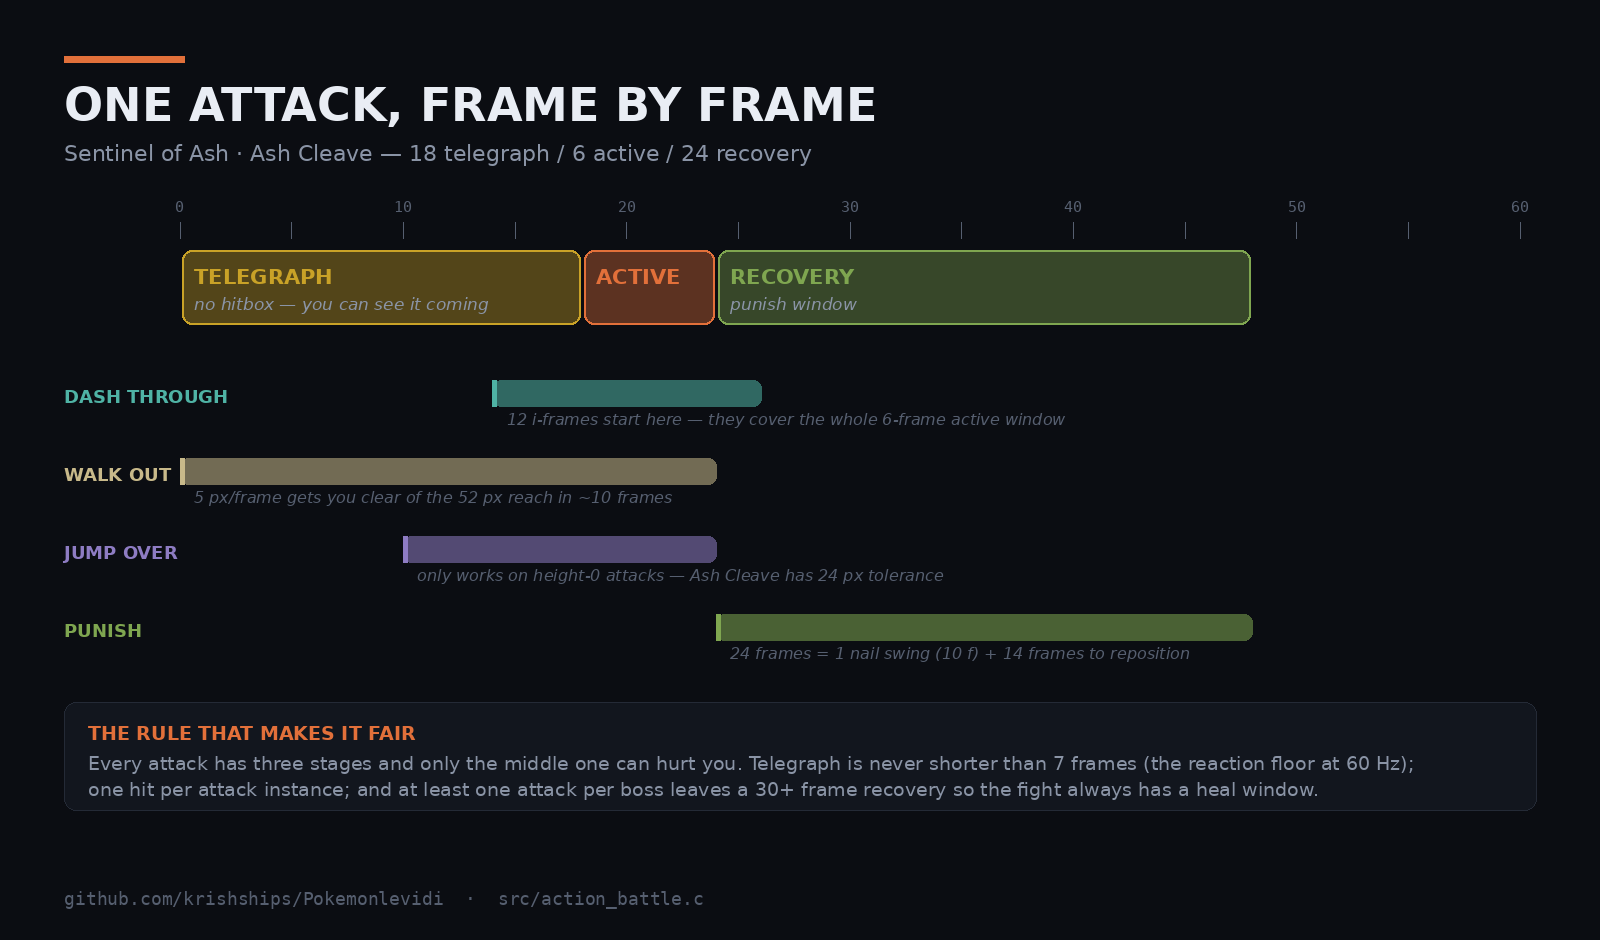 ONE ATTACK, FRAME BY FRAME
Sentinel of Ash · Ash Cleave — 18 telegraph / 6 active / 24 recovery
0 10 20 30 40 50 60
TELEGRAPH ACTIVE RECOVERY
no hitbox — you can see it coming punish window
DASH THROUGH
12 i-frames start here — they cover the whole 6-frame active window
WALK OUT
5 px/frame gets you clear of the 52 px reach in ~10 frames
JUMP OVER
only works on height-0 attacks — Ash Cleave has 24 px tolerance
PUNISH
24 frames = 1 nail swing (10 f) + 14 frames to reposition
THE RULE THAT MAKES IT FAIR
Every attack has three stages and only the middle one can hurt you. Telegraph is never shorter than 7 frames (the reaction floor at 60 Hz);
one hit per attack instance; and at least one attack per boss leaves a 30+ frame recovery so the fight always has a heal window.
github.com/krishships/Pokemonlevidi · src/action_battle.c